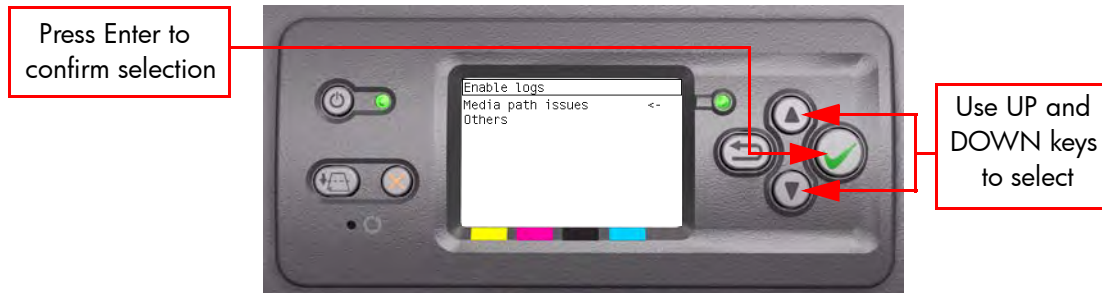 Press Enter to
confirm selection
Enable logs
Media path issues <-
Others
Use UP and
DOWN keys
to select